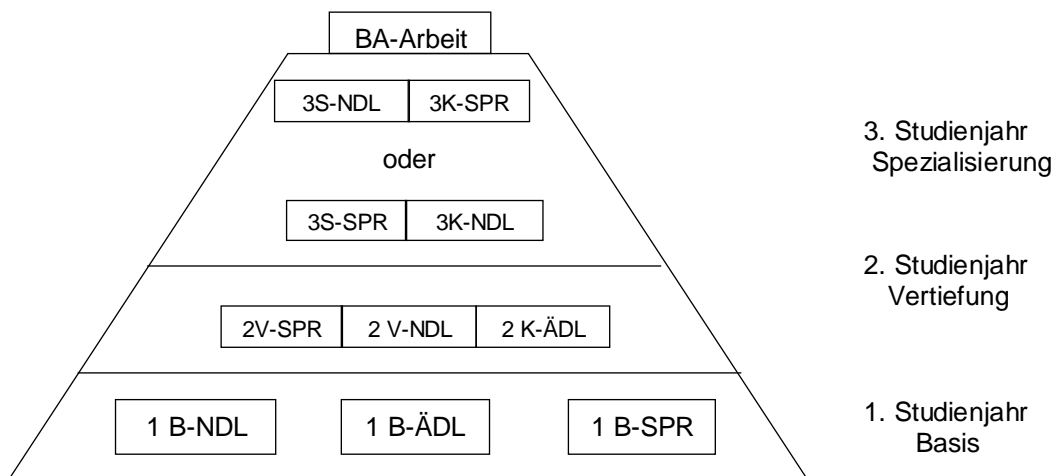 BA-Arbeit
3S-NDL 3K-SPR
oder
3S-SPR 3K-NDL
3. Studienjahr
Spezialisierung
2V-SPR 2 V-NDL 2 K-ÄDL
2. Studienjahr
Vertiefung
1 B-NDL 1 B-ÄDL 1 B-SPR
1. Studienjahr
Basis